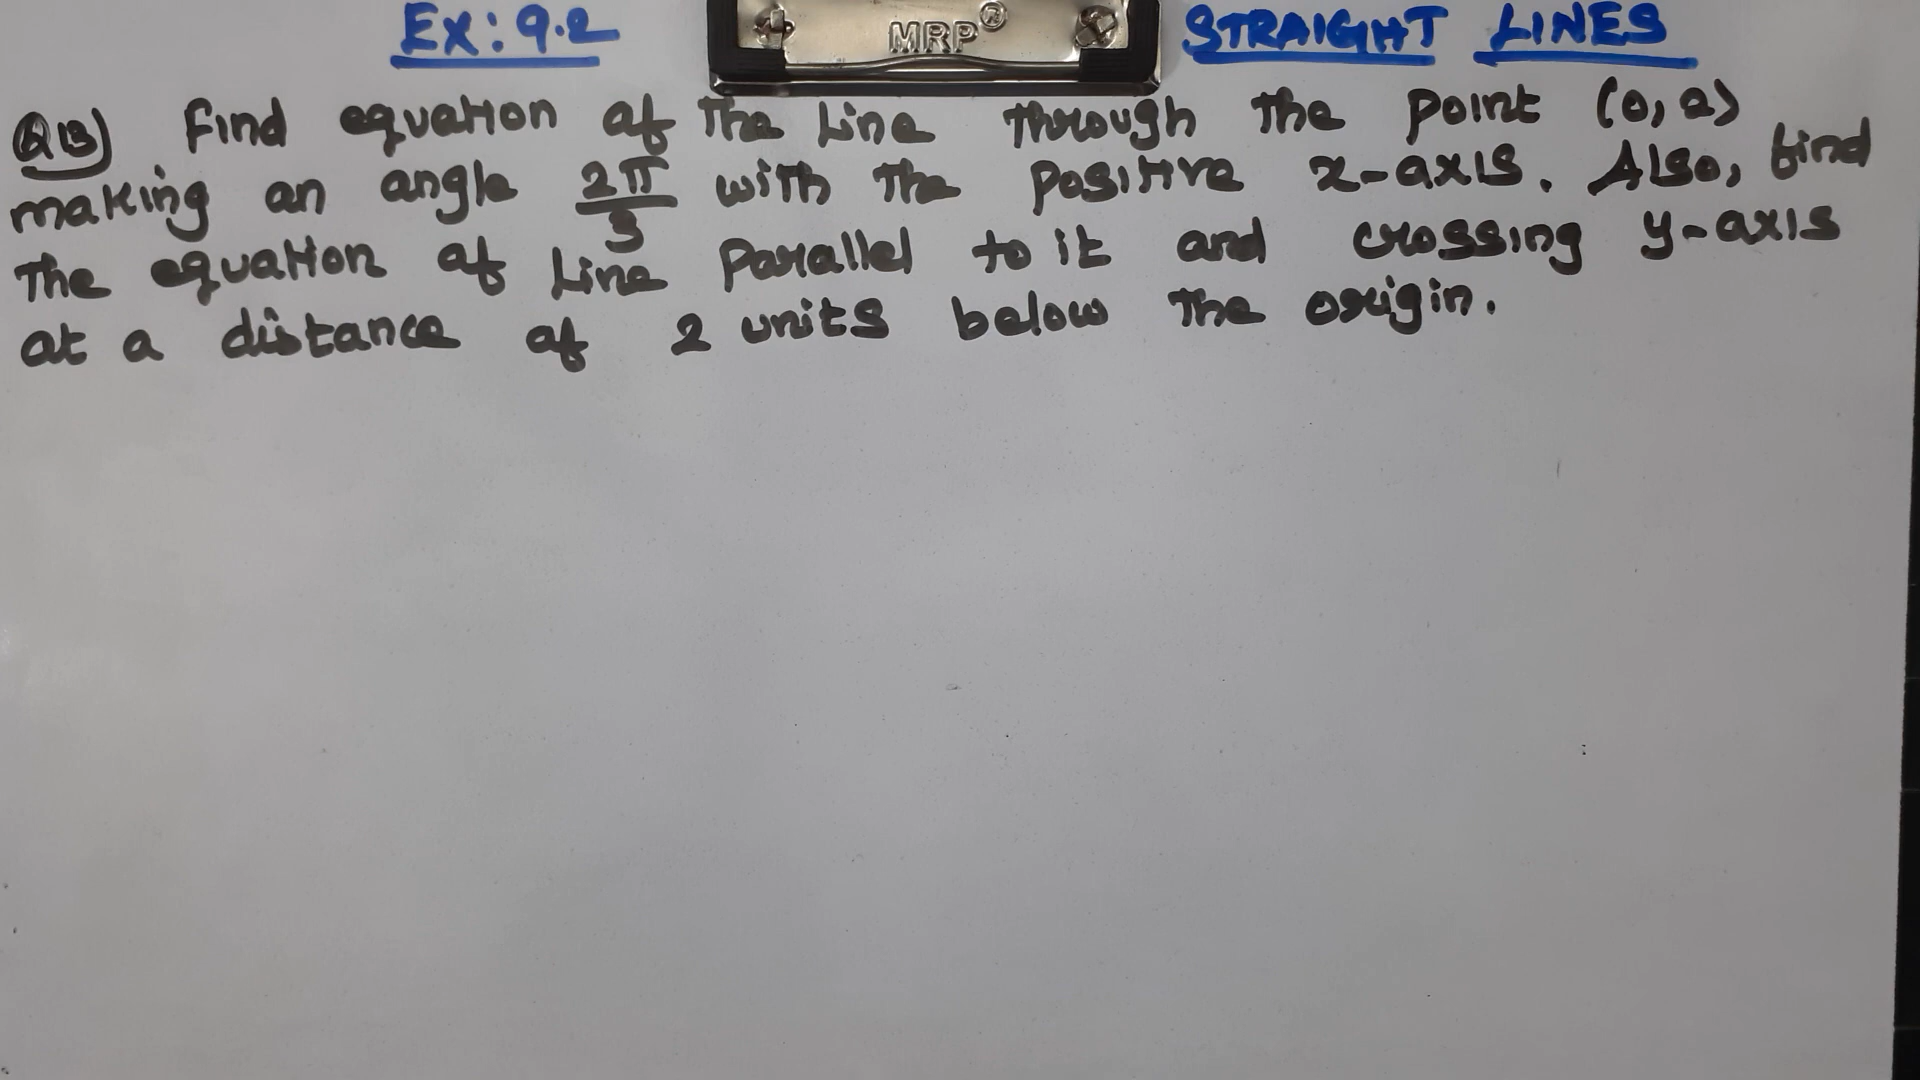 EX: 9.2
MRP®
STRAIGHT LINES
Q13) Find equation of the line through the point (0,2)
making an angle 2π/3 with the positive x-axis. Also, find
the equation of line parallel to it and crossing y-axis
at a distance of 2 units below the origin.